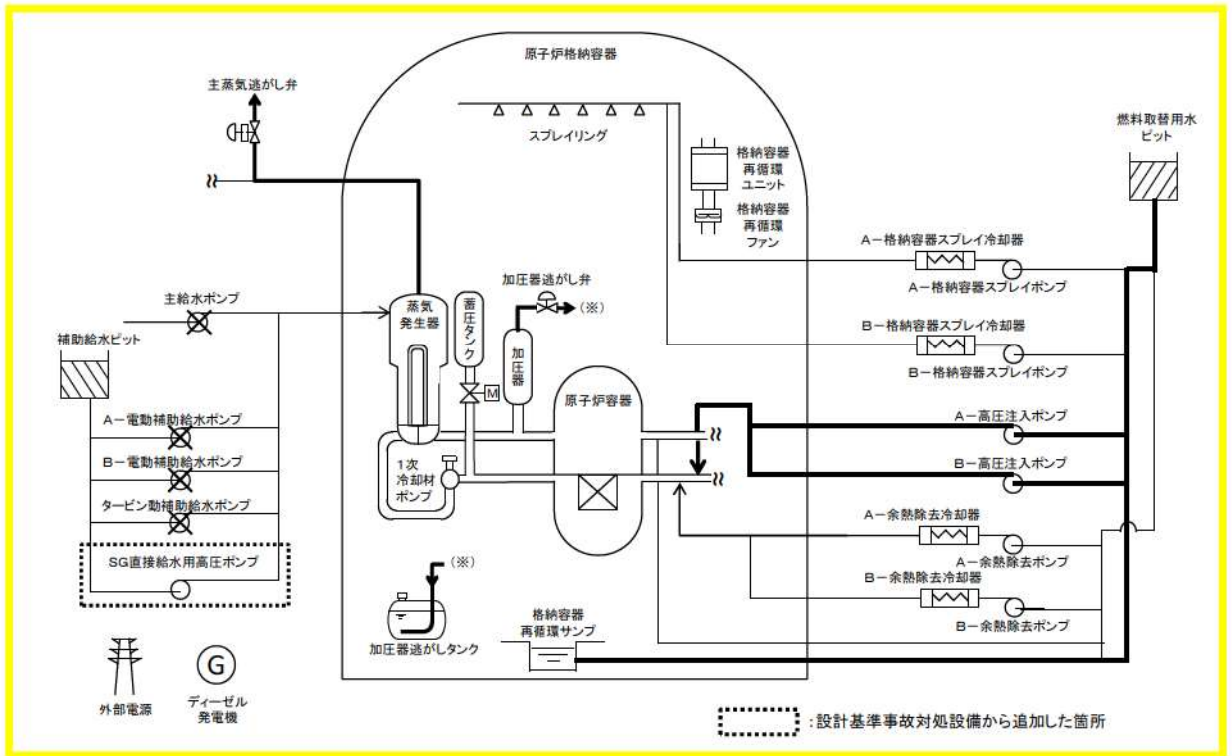 原子炉格納容器
主蒸気逃がし弁
スプレイリング
燃料取替用水
ピット
格納容器
再循環
ユニット
格納容器
再循環
ファン
A-格納容器スプレイ冷却器
A-格納容器スプレイポンプ
加圧器逃がし弁
(※)
主給水ポンプ
蒸気
発生器
蓄圧タンク
加圧器
M
補助給水ピット
B-格納容器スプレイ冷却器
B-格納容器スプレイポンプ
原子炉容器
A-高圧注入ポンプ
A-電動補助給水ポンプ
B-電動補助給水ポンプ
1次
冷却材
ポンプ
B-高圧注入ポンプ
タービン動補助給水ポンプ
A-余熱除去冷却器
A-余熱除去ポンプ
SG直接給水用高圧ポンプ
(※)
B-余熱除去冷却器
B-余熱除去ポンプ
加圧器逃がしタンク
格納容器
再循環サンプ
外部電源
G
ディーゼル
発電機
:設計基準事故対処設備から追加した箇所